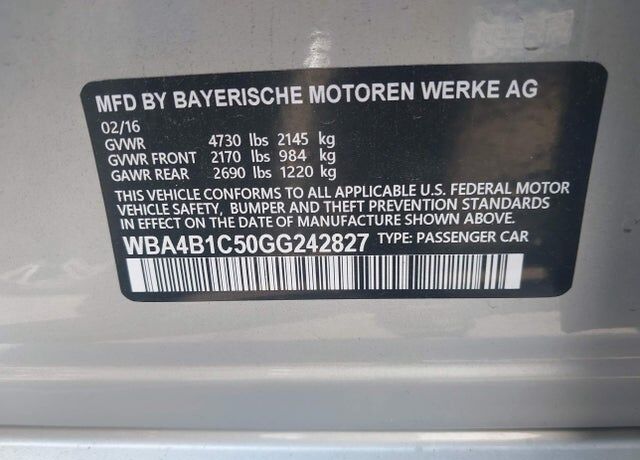 MFD BY BAYERISCHE MOTOREN WERKE AG
02/16
GVWR 4730 lbs 2145 kg
GVWR FRONT 2170 lbs 984 kg
GAWR REAR 2690 lbs 1220 kg
THIS VEHICLE CONFORMS TO ALL APPLICABLE U.S. FEDERAL MOTOR
VEHICLE SAFETY, BUMPER AND THEFT PREVENTION STANDARDS
IN EFFECT ON THE DATE OF MANUFACTURE SHOWN ABOVE.
WBA4B1C50GG242827 TYPE: PASSENGER CAR